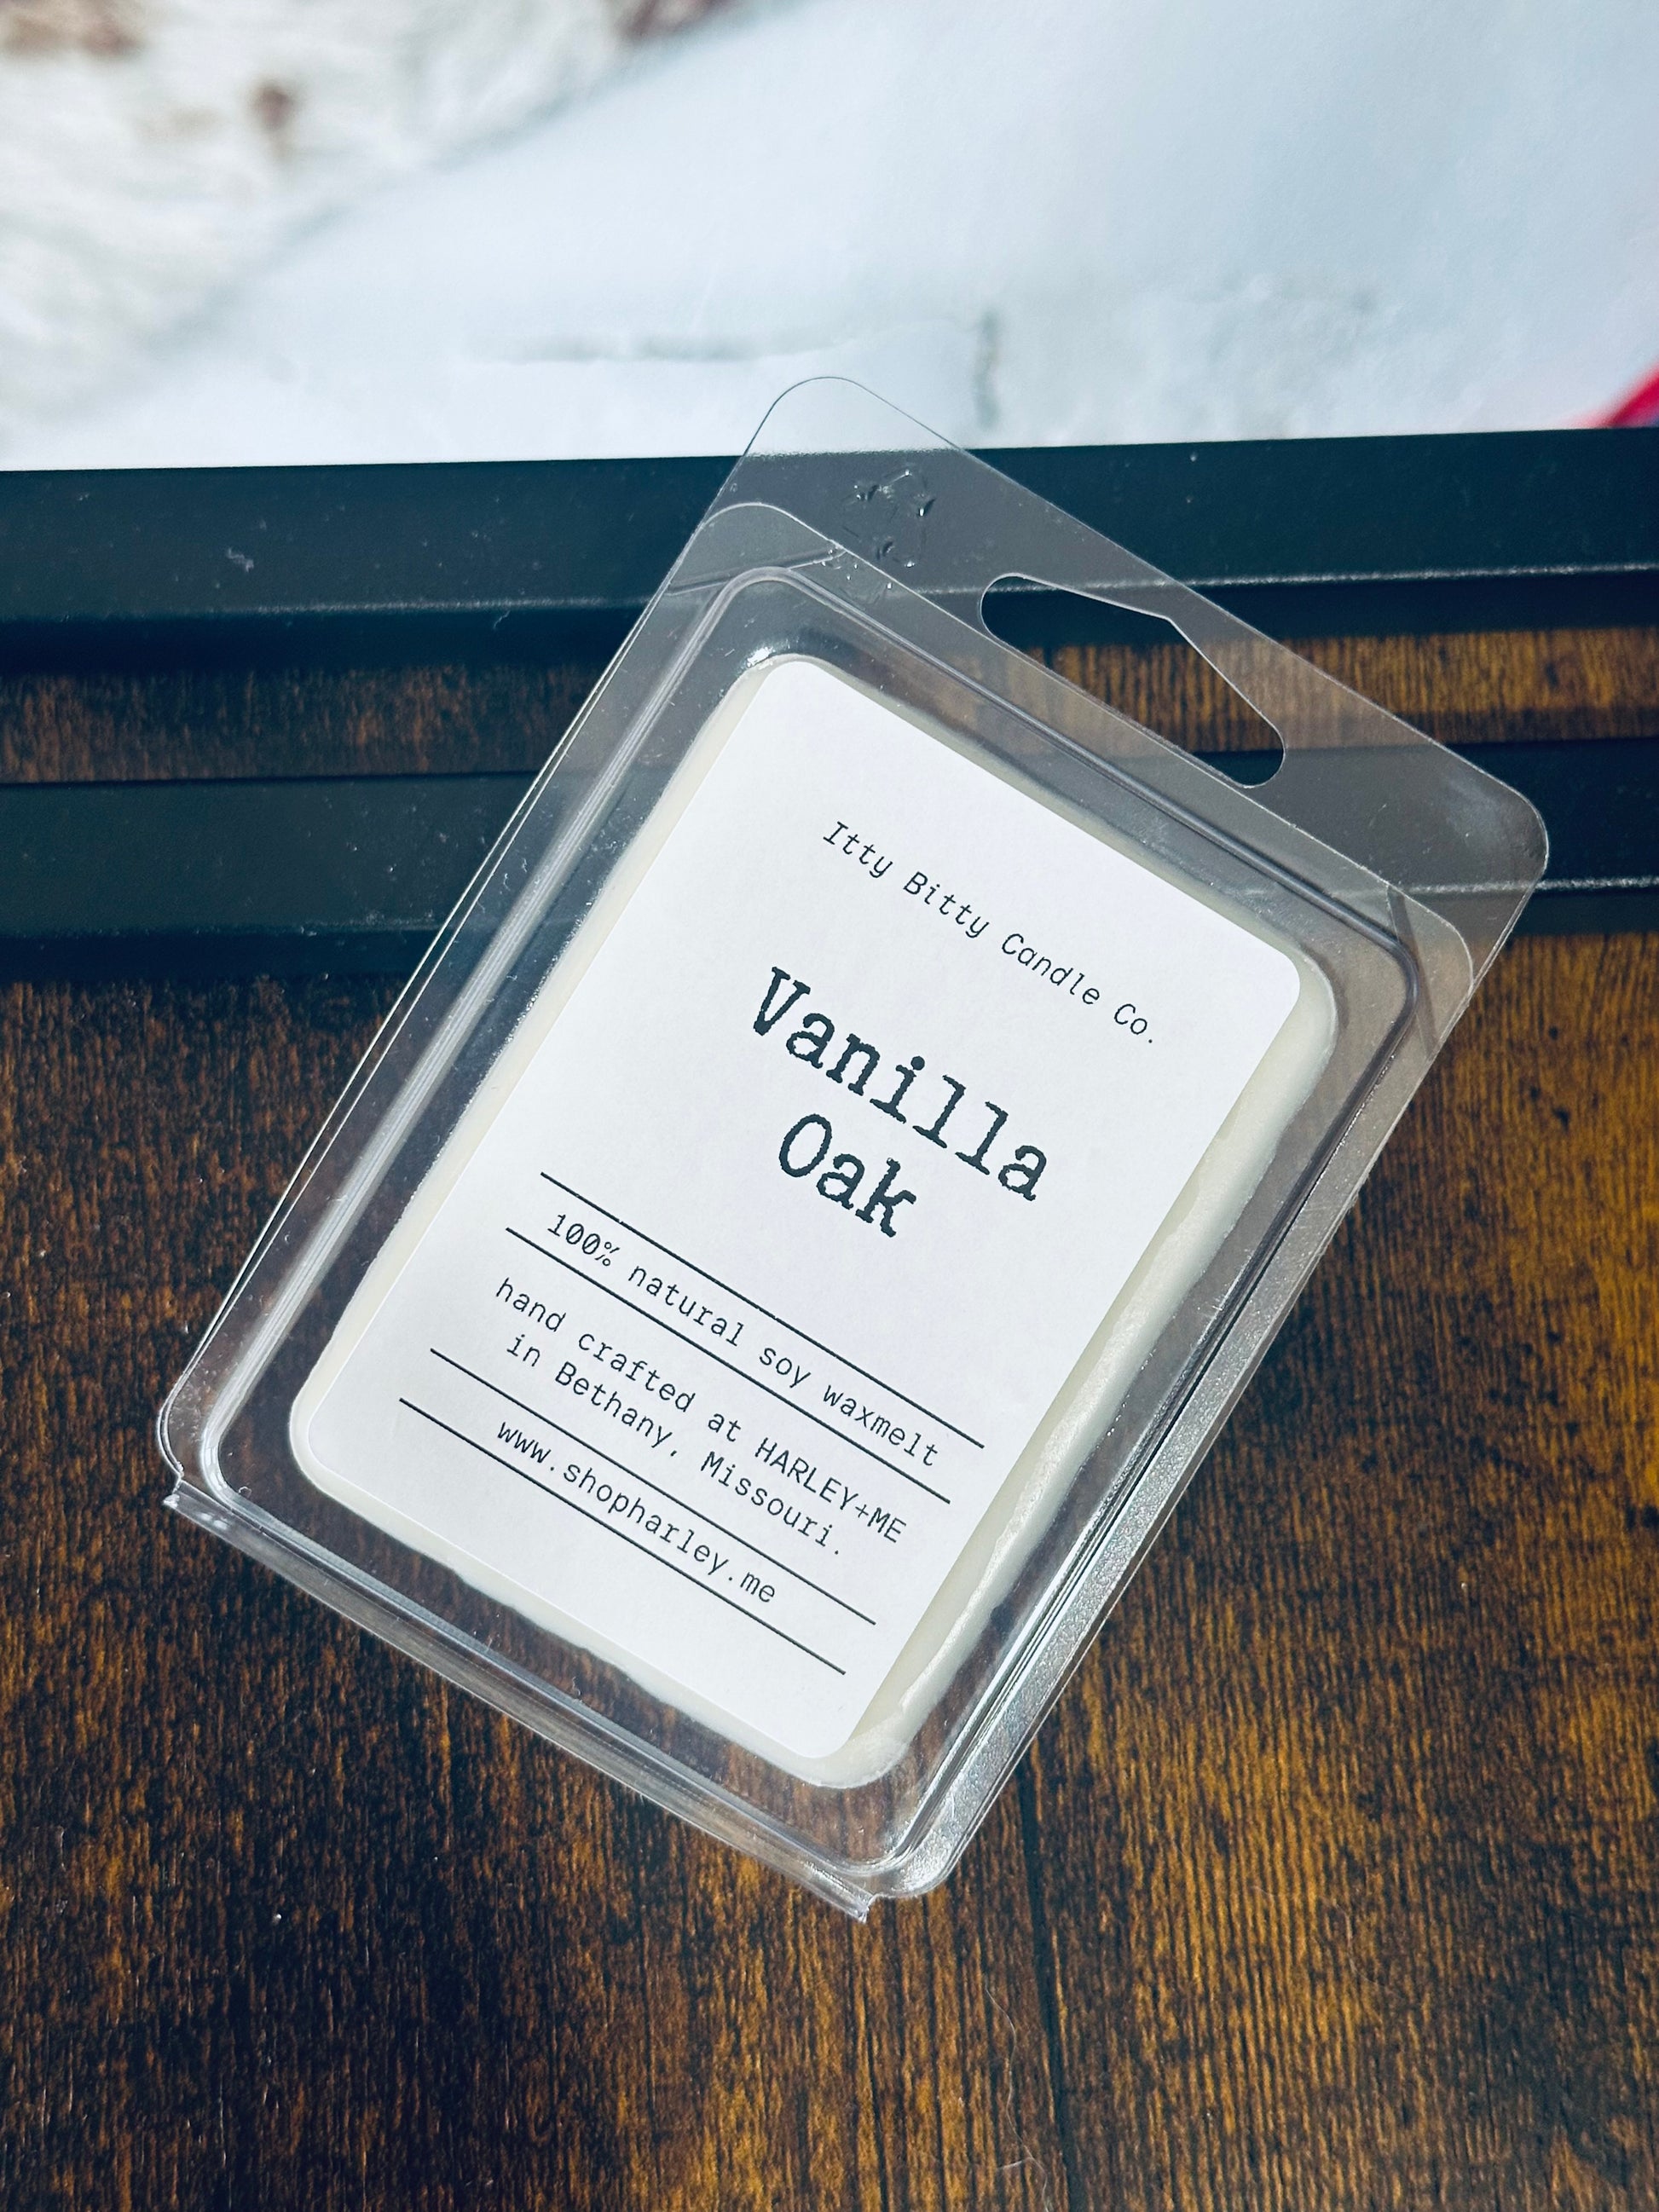 Itty Bitty Candle Co.
Vanilla
Oak
100% natural soy waxmelt
hand crafted at HARLEY+ME
in Bethany, Missouri.
www.shopharley.me